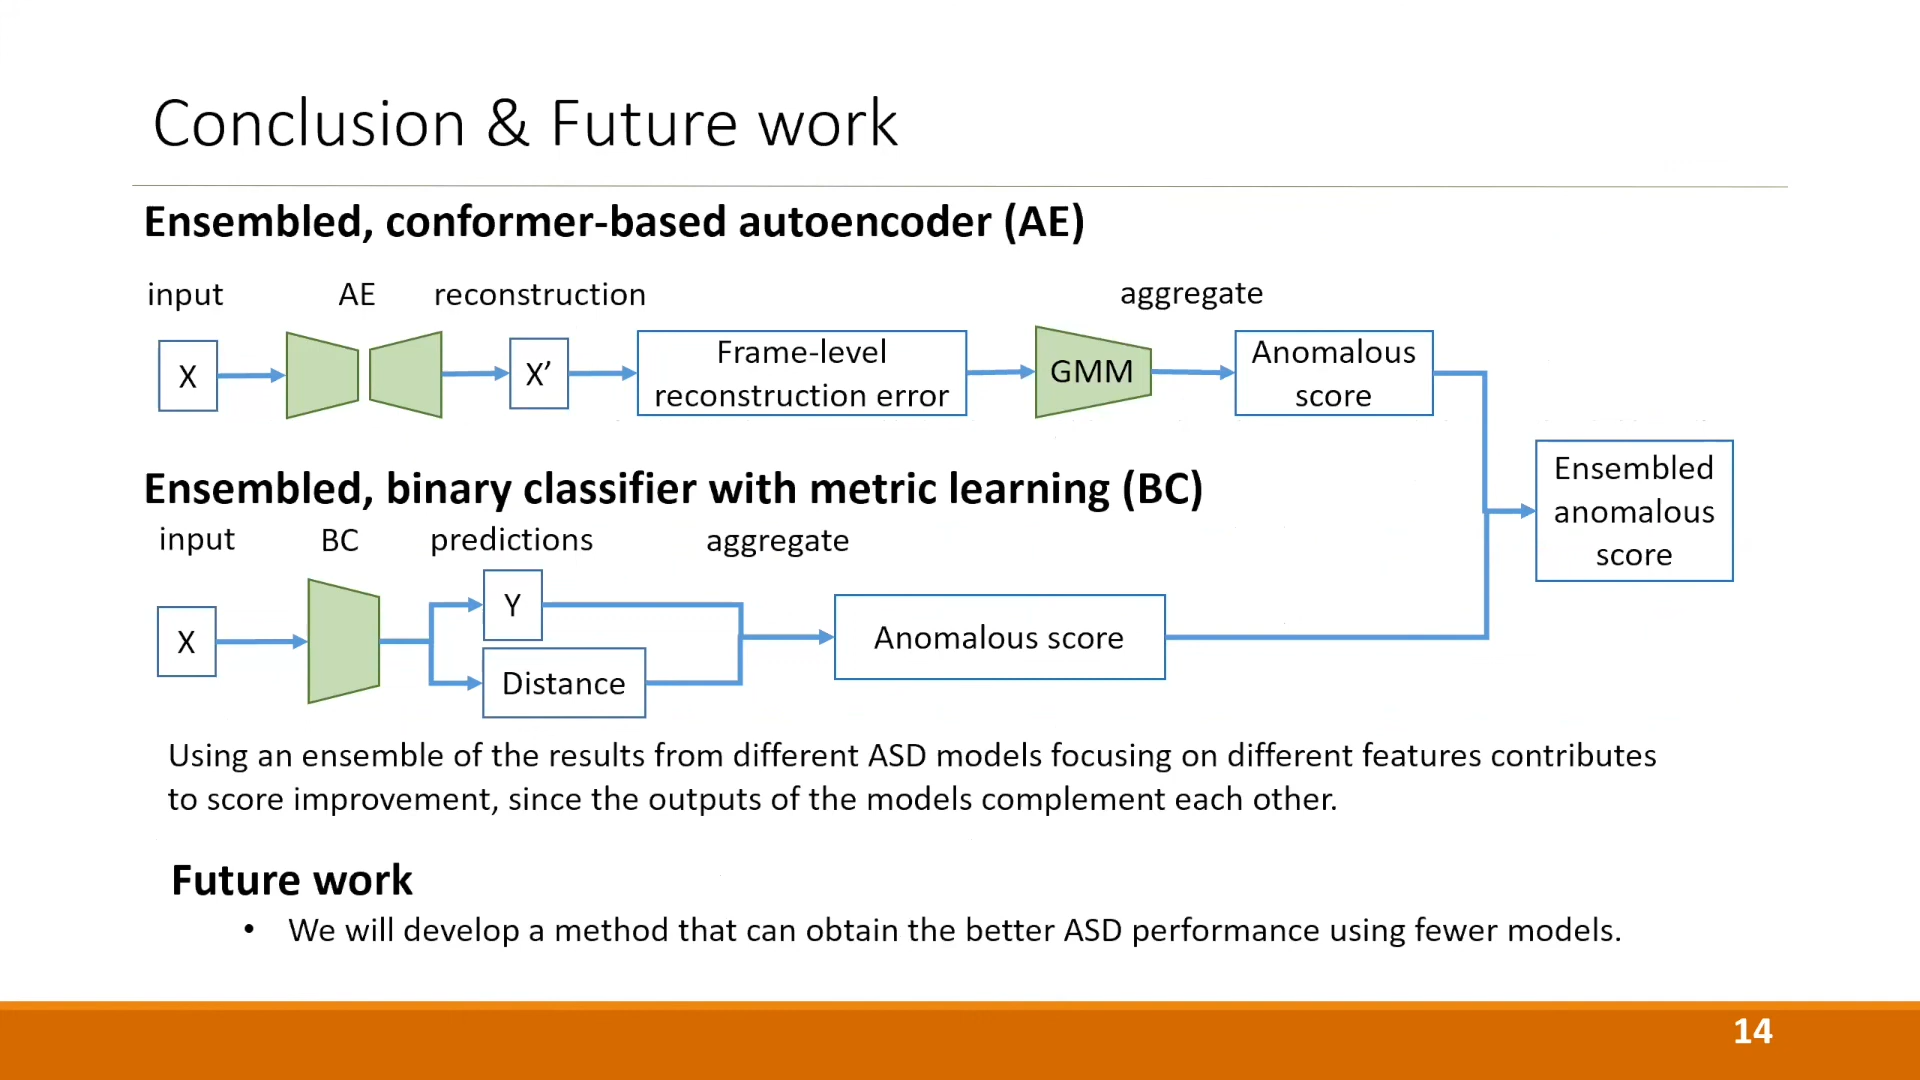 Conclusion & Future work
Ensembled, conformer-based autoencoder (AE)
input AE reconstruction aggregate
X X’ Frame-level reconstruction error GMM Anomalous score
Ensembled, binary classifier with metric learning (BC)
Ensembled
anomalous
score
input BC predictions aggregate
Y
X Anomalous score
Distance
Using an ensemble of the results from different ASD models focusing on different features contributes
to score improvement, since the outputs of the models complement each other.
Future work
• We will develop a method that can obtain the better ASD performance using fewer models.
14